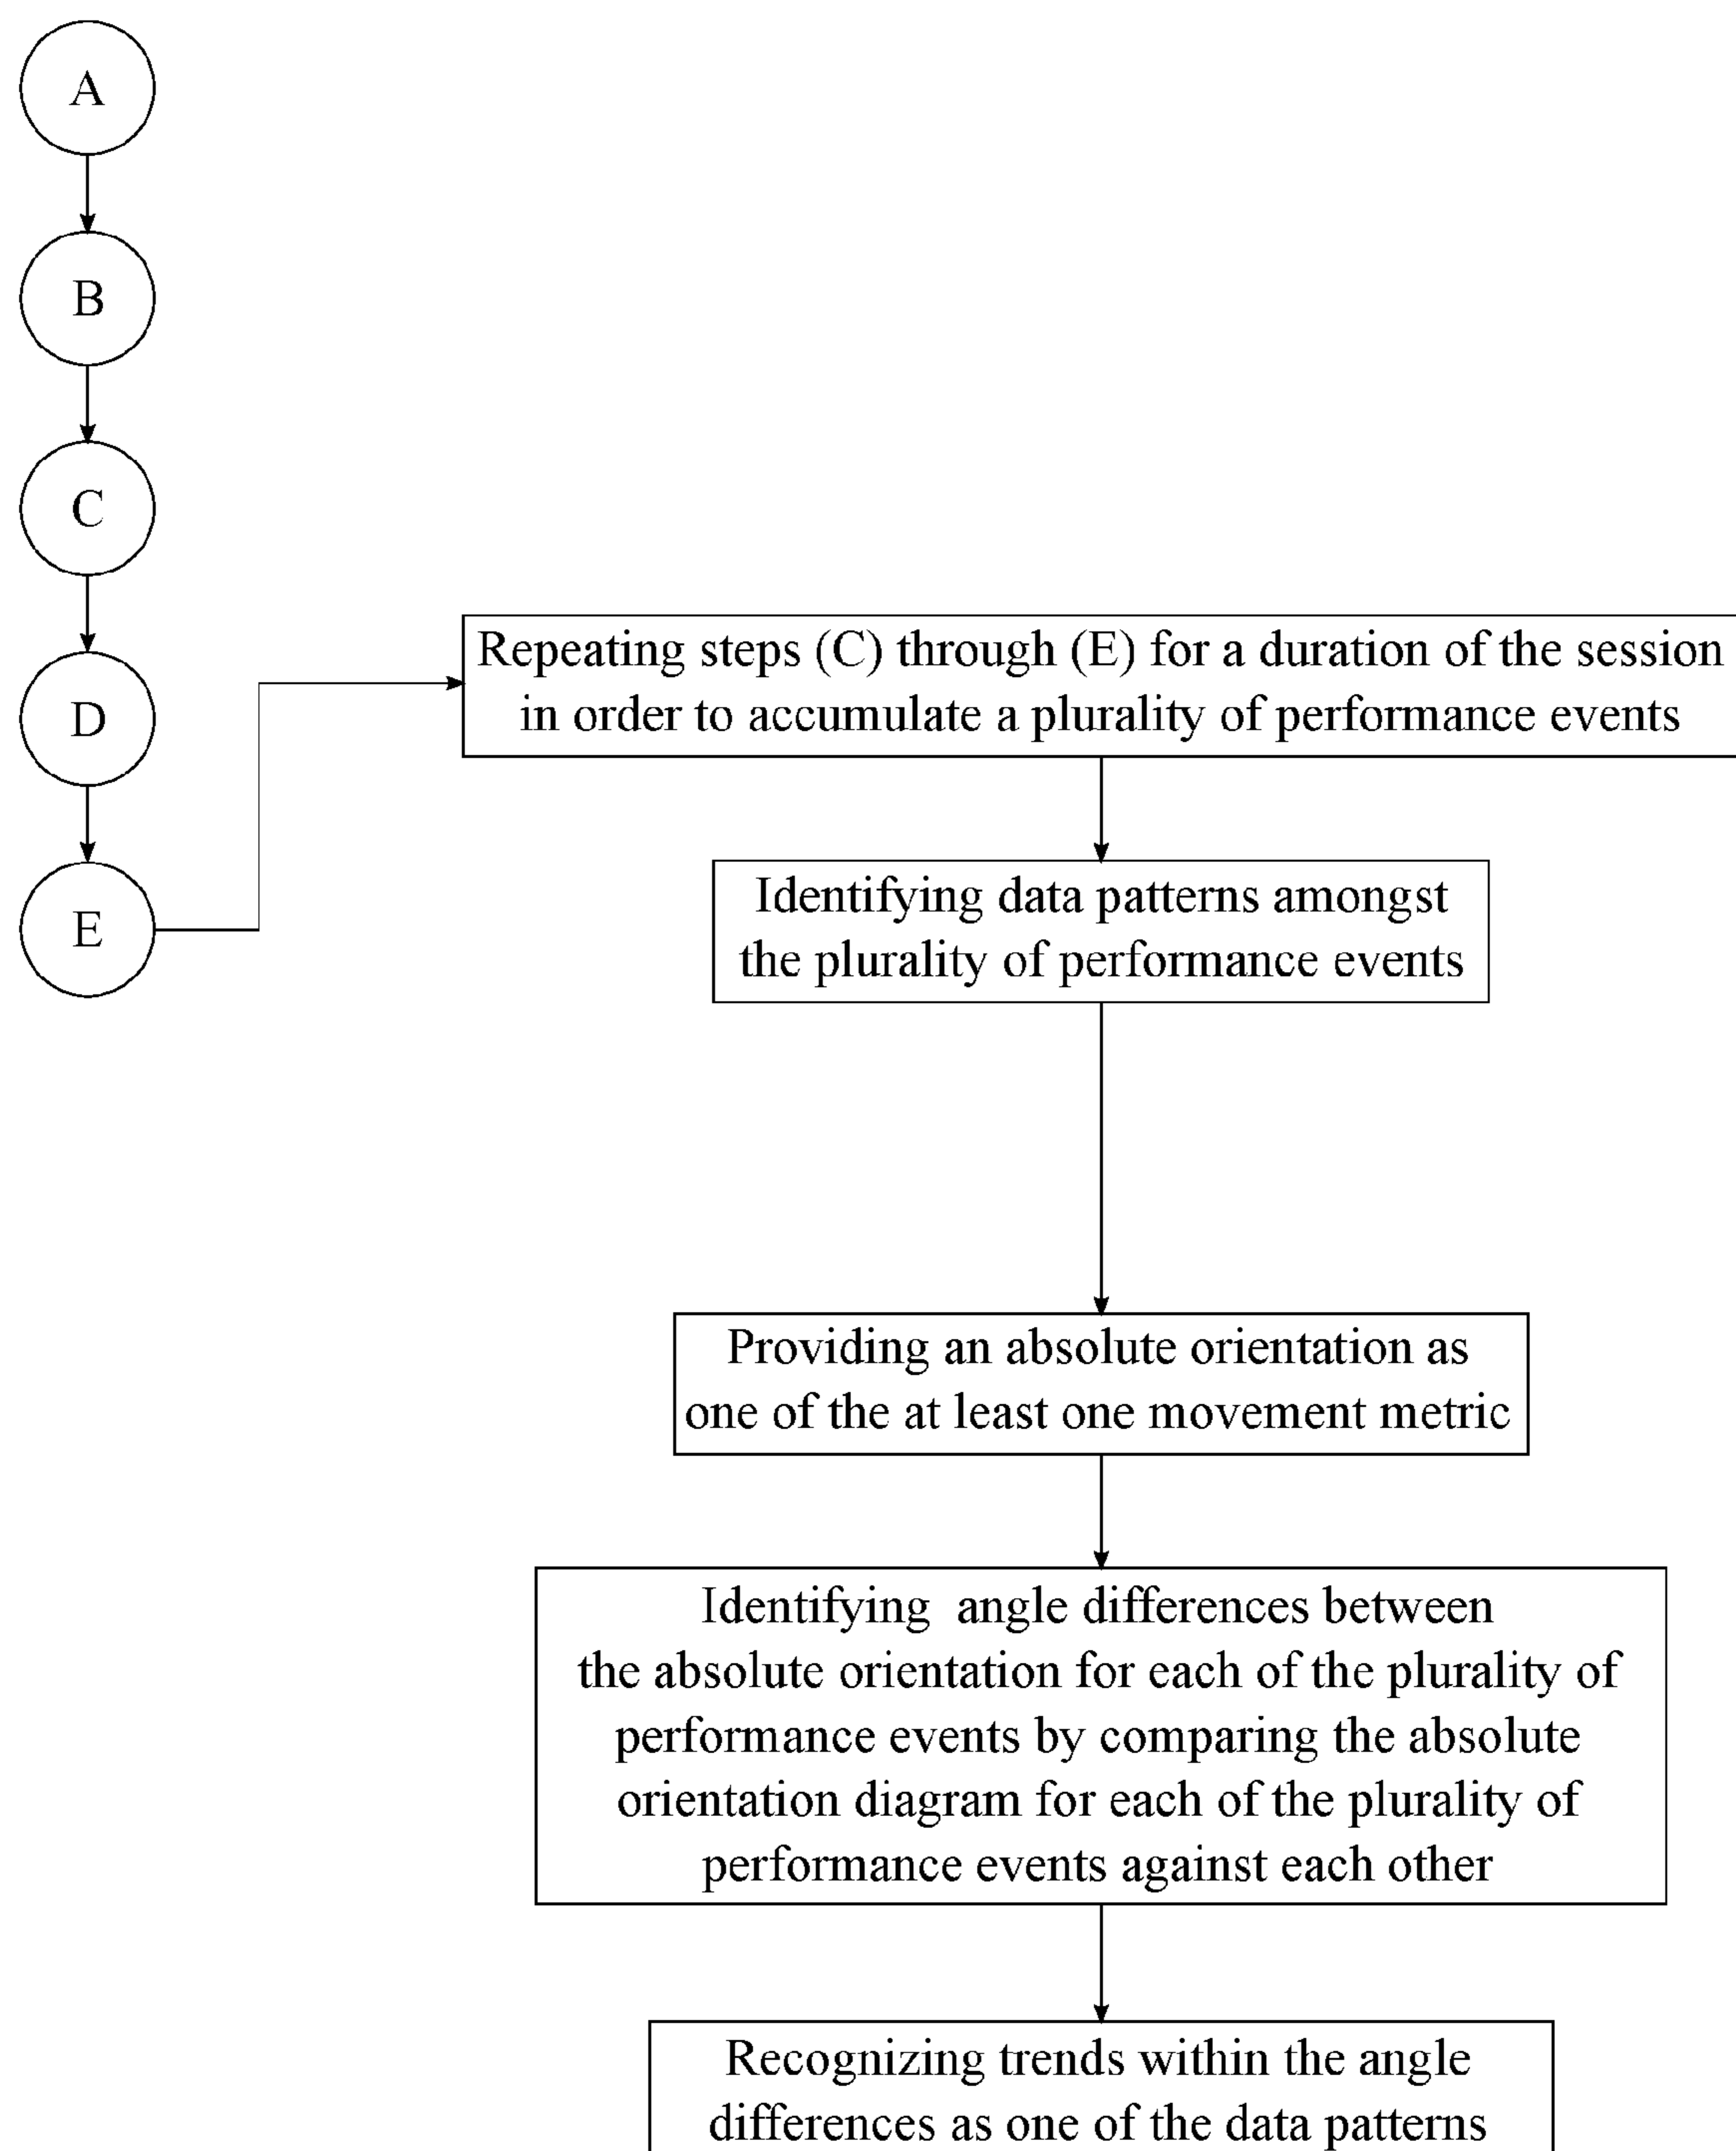 A
B
C
D
E
Repeating steps (C) through (E) for a duration of the session
in order to accumulate a plurality of performance events
Identifying data patterns amongst
the plurality of performance events
Providing an absolute orientation as
one of the at least one movement metric
Identifying angle differences between
the absolute orientation for each of the plurality of
performance events by comparing the absolute
orientation diagram for each of the plurality of
performance events against each other
Recognizing trends within the angle
differences as one of the data patterns